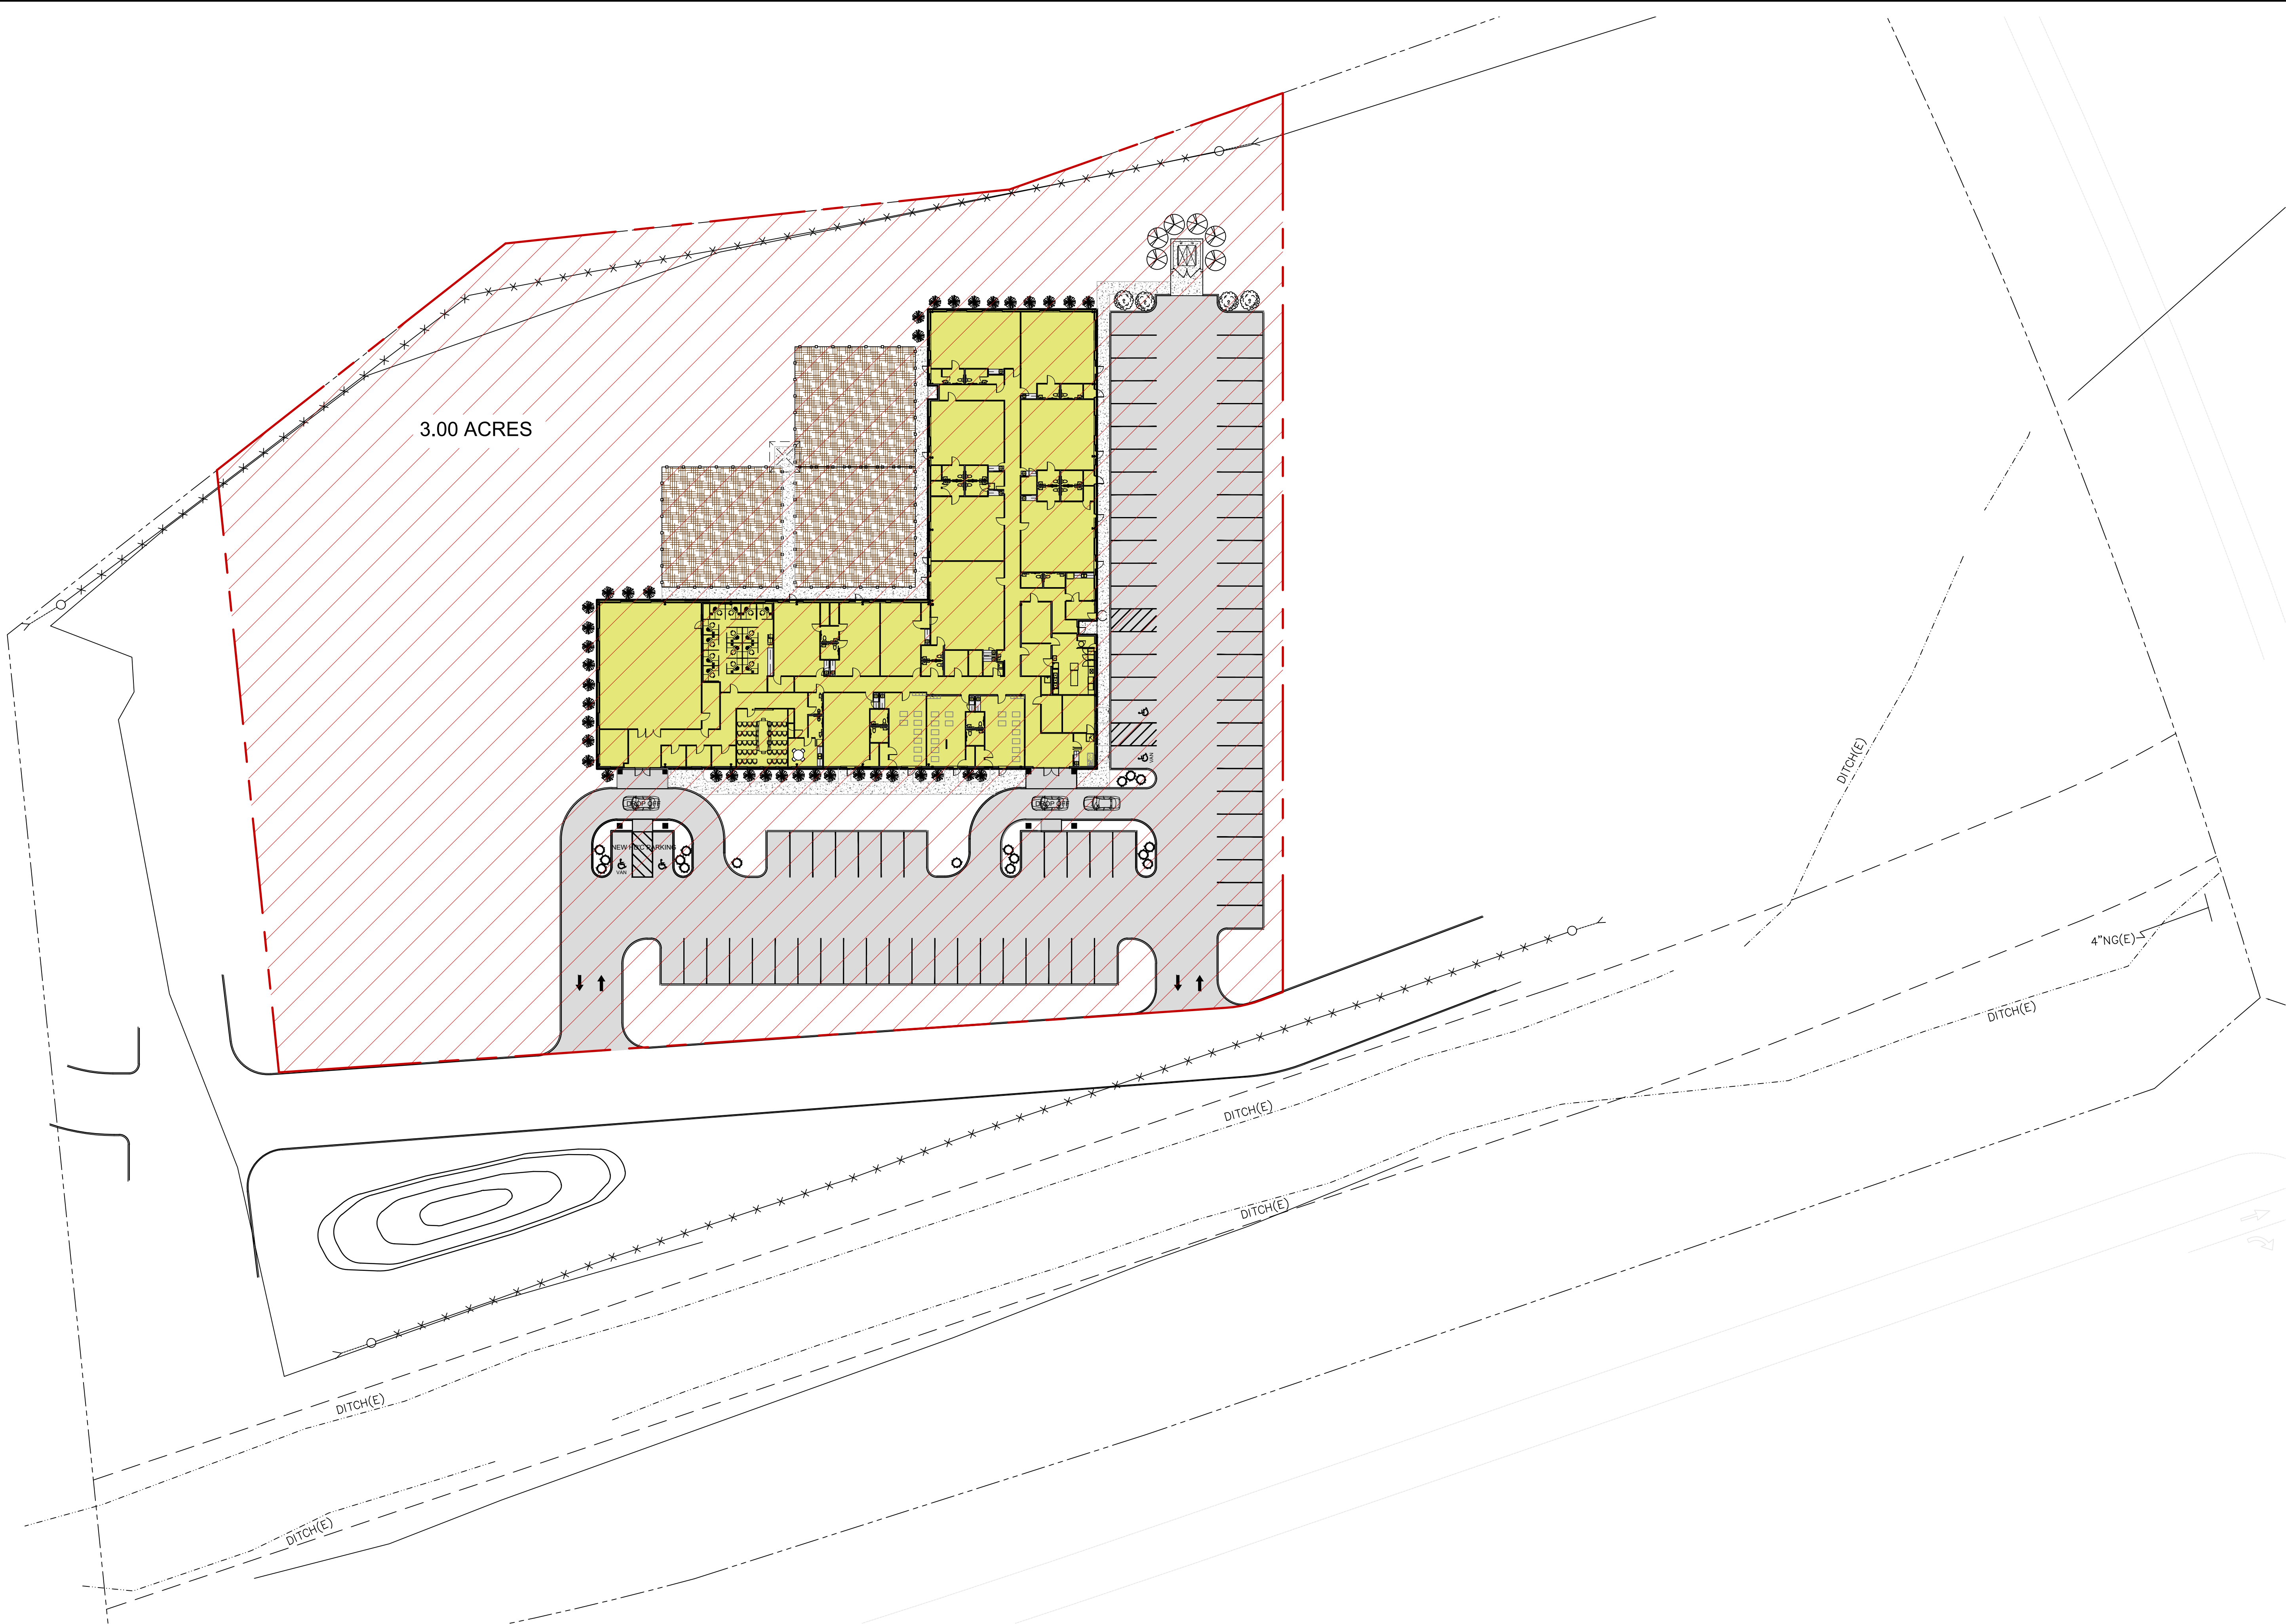 3.00 ACRES
DITCH(E)
VAN
DROP OFF
DROP OFF
NEW HDC PARKING
VAN
4"NG(E)
DITCH(E)
DITCH(E)
DITCH(E)
DITCH(E)
DITCH(E)